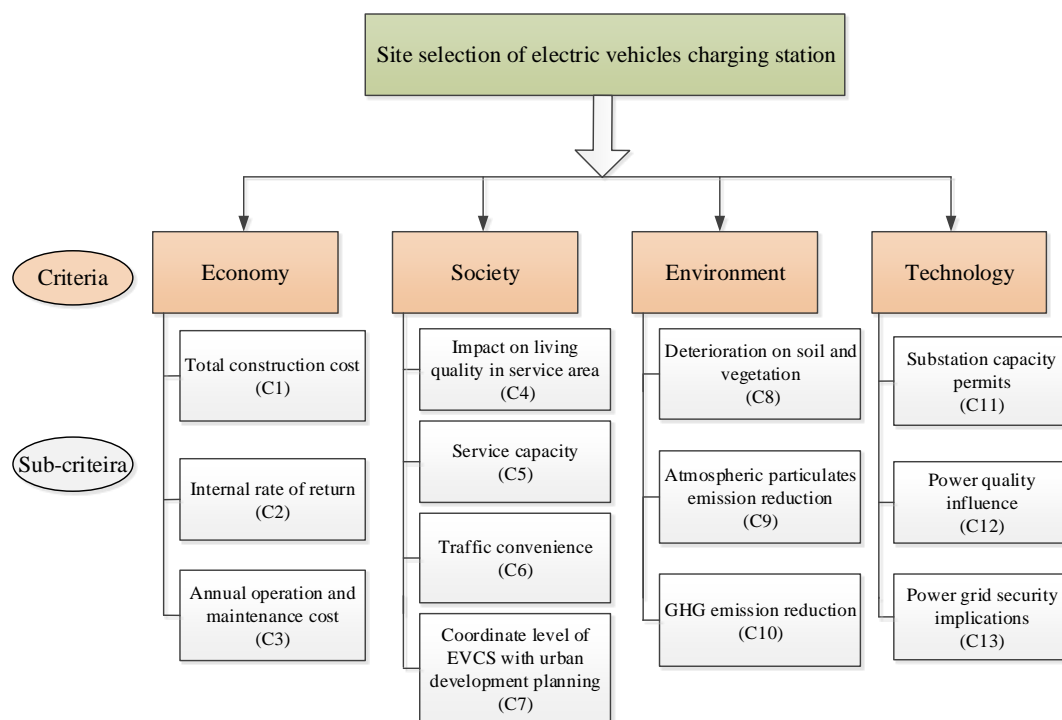 Site selection of electric vehicles charging station
Criteria
Economy
Society
Environment
Technology
Sub-criteira
Total construction cost
(C1)
Internal rate of return
(C2)
Annual operation and
maintenance cost
(C3)
Impact on living
quality in service area
(C4)
Service capacity
(C5)
Traffic convenience
(C6)
Coordinate level of
EVCS with urban
development planning
(C7)
Deterioration on soil and
vegetation
(C8)
Atmospheric particulates
emission reduction
(C9)
GHG emission reduction
(C10)
Substation capacity
permits
(C11)
Power quality
influence
(C12)
Power grid security
implications
(C13)